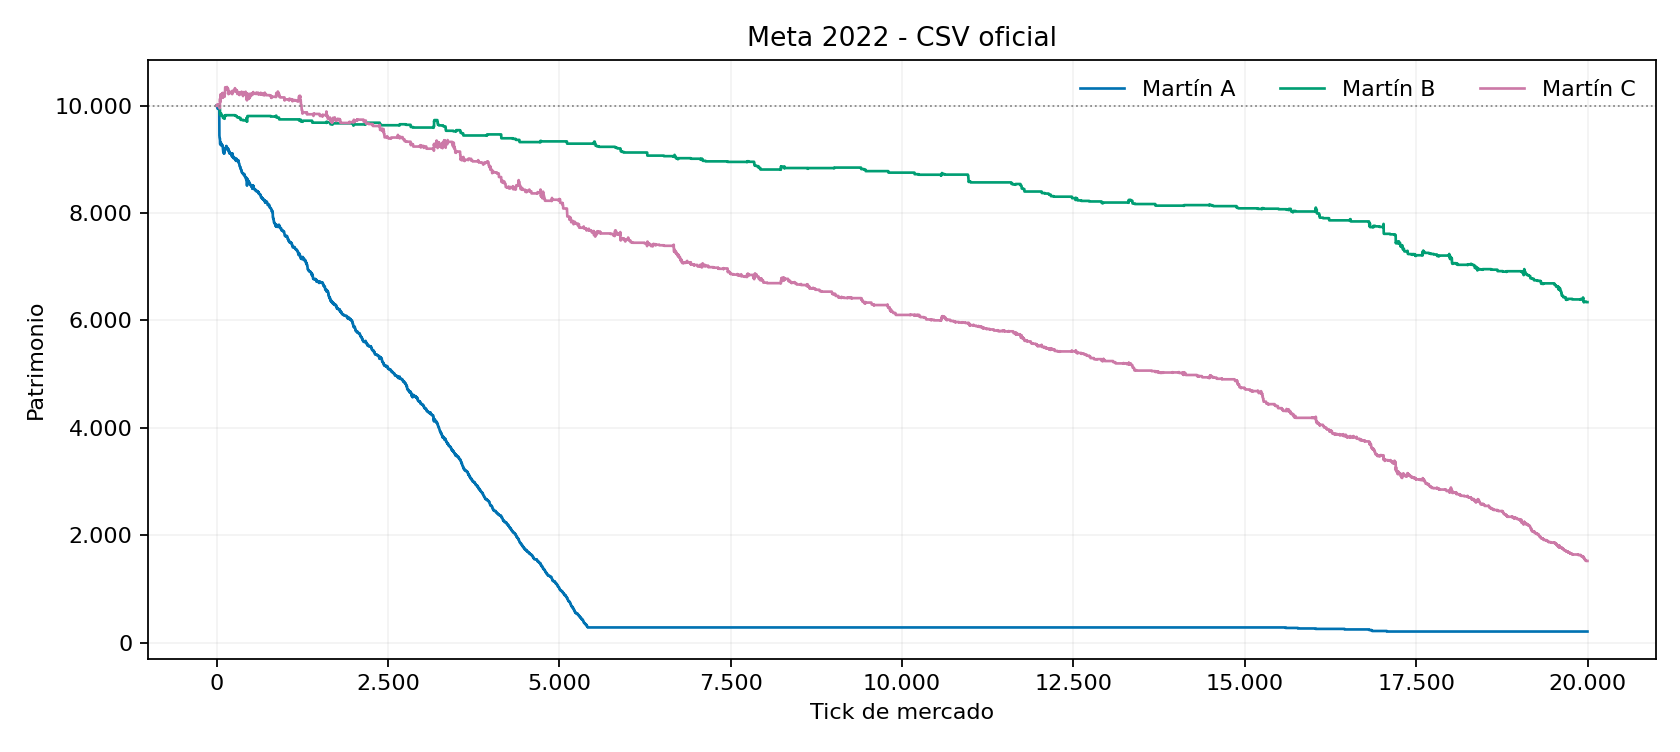 Meta 2022 - CSV oficial
Martín A
Martín B
Martín C
Patrimonio
10.000
8.000
6.000
4.000
2.000
0
0
2.500
5.000
7.500
10.000
12.500
15.000
17.500
20.000
Tick de mercado